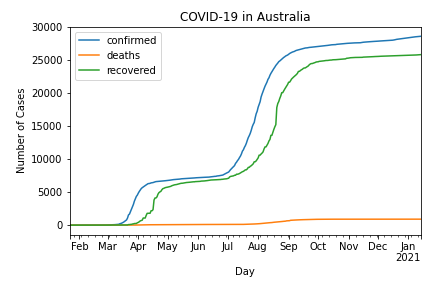 COVID-19 in Australia
30000
25000
20000
15000
10000
5000
0
Number of Cases
confirmed
deaths
recovered
Feb Mar Apr May Jun Jul Aug Sep Oct Nov Dec Jan
2021
Day